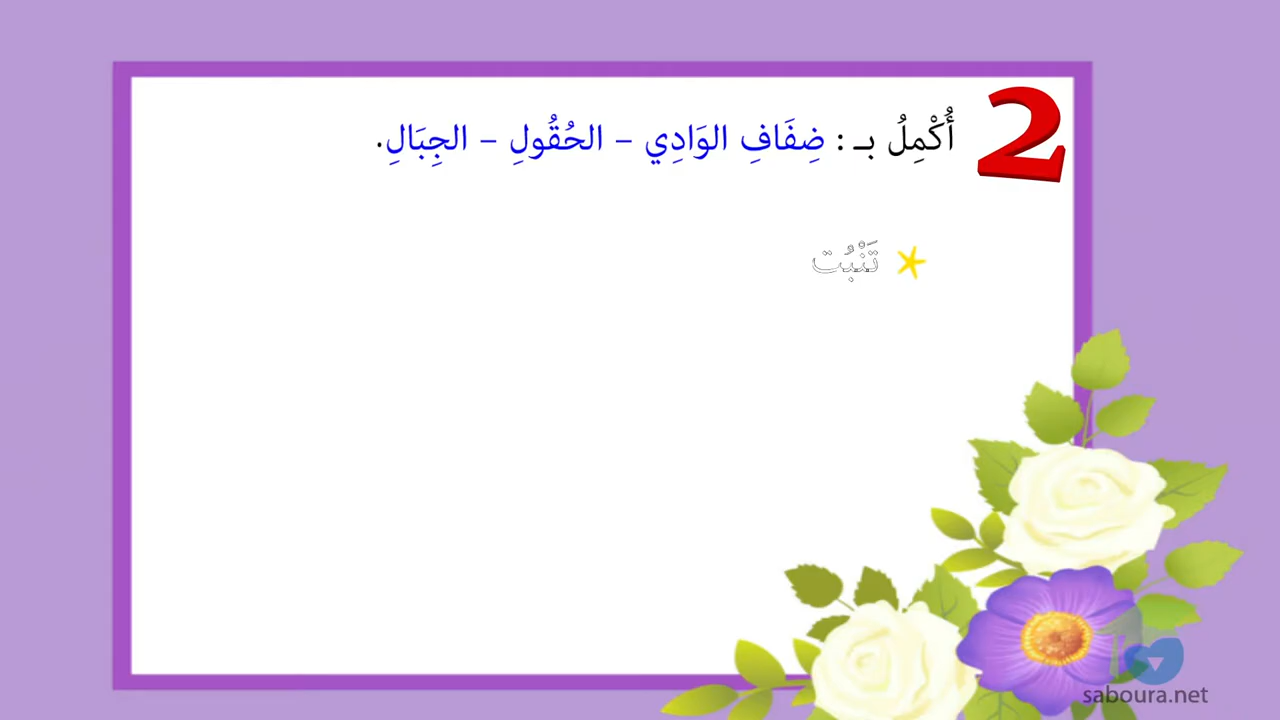 2
أُكْمِلُ بـ : ضِفَافِ الوَادِي – الحُقُولِ – الجِبَالِ.
تَنْبُت
saboura.net